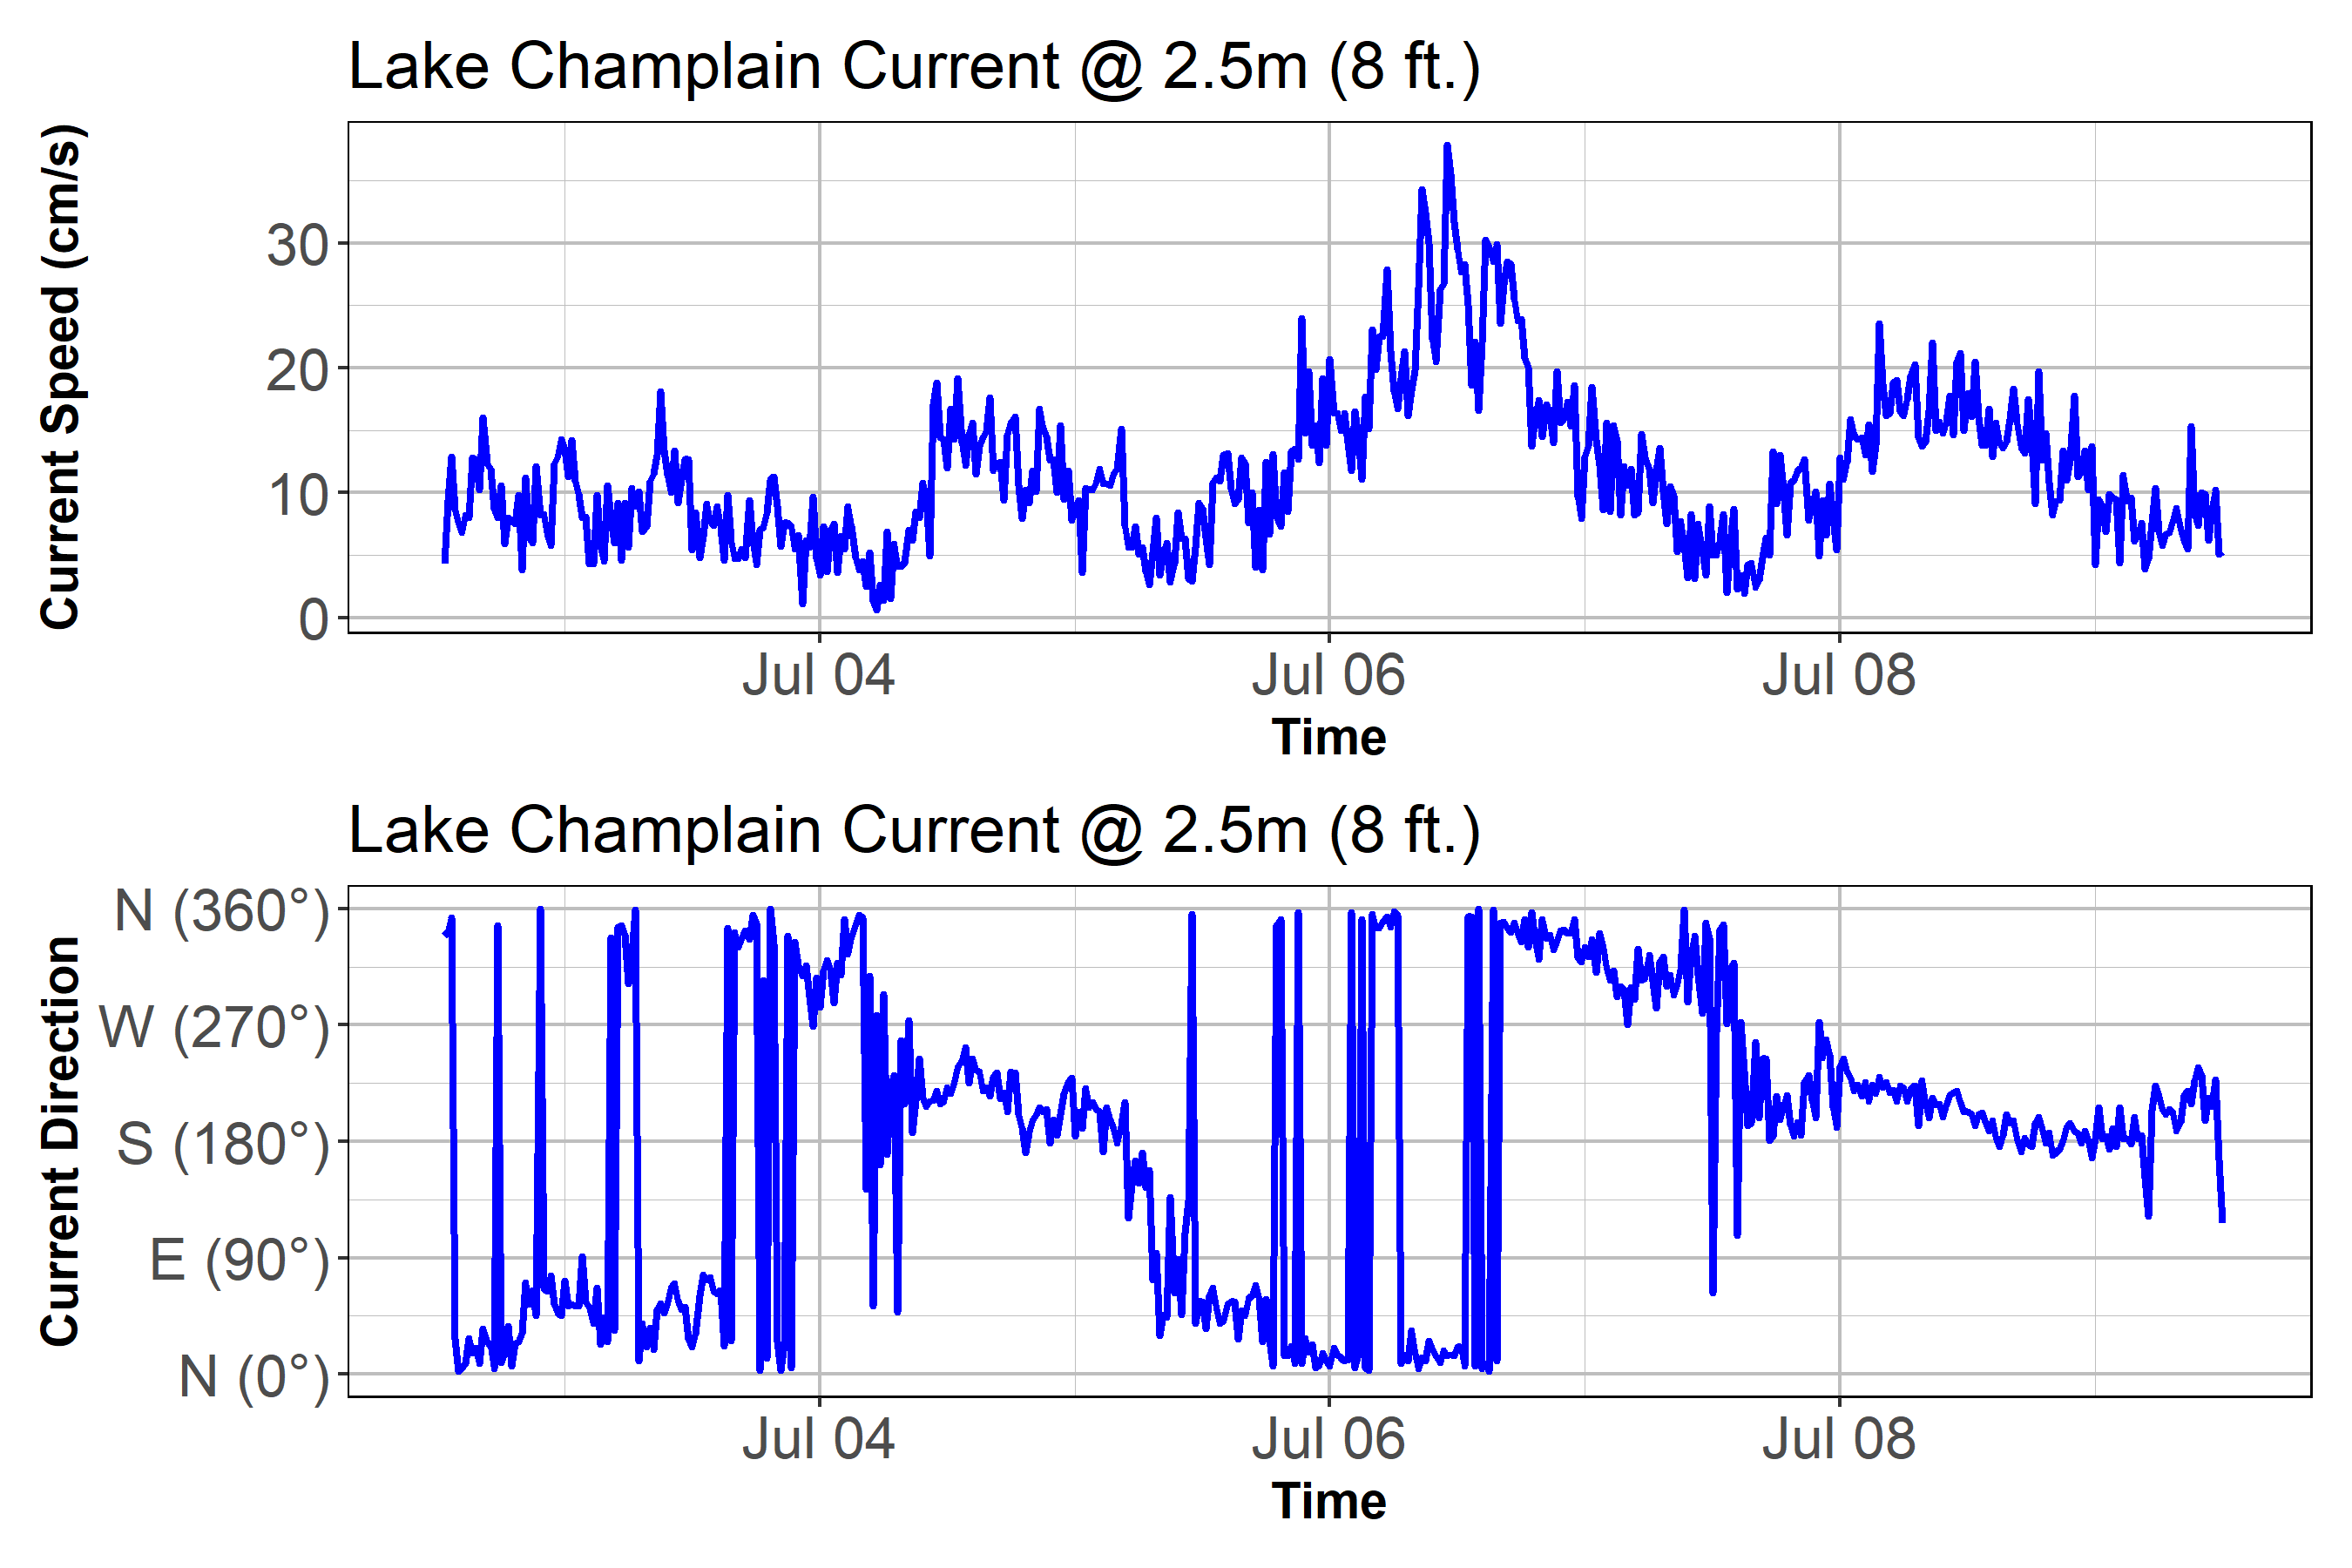 Lake Champlain Current @ 2.5m (8 ft.)
Current Speed (cm/s)
30
20
10
0
Jul 04 Jul 06 Jul 08
Time
Lake Champlain Current @ 2.5m (8 ft.)
Current Direction
N (360°)
W (270°)
S (180°)
E (90°)
N (0°)
Jul 04 Jul 06 Jul 08
Time